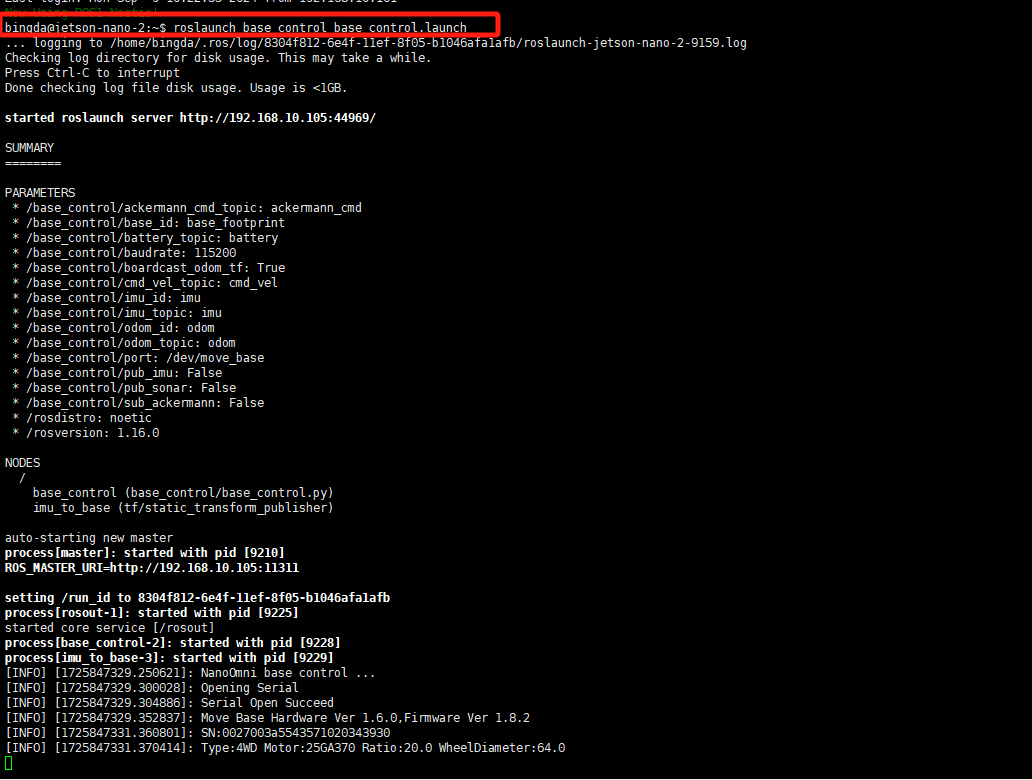 bingda@jetson-nano-2:~$ roslaunch base_control base_control.launch
... logging to /home/bingda/.ros/log/8304f812-6e4f-11ef-8f05-b1046afa1afb/roslaunch-jetson-nano-2-9159.log
Checking log directory for disk usage. This may take a while.
Press Ctrl-C to interrupt
Done checking log file disk usage. Usage is <1GB.
started roslaunch server http://192.168.10.105:44969/
SUMMARY
========
PARAMETERS
* /base_control/ackermann_cmd_topic: ackermann_cmd
* /base_control/base_id: base_footprint
* /base_control/battery_topic: battery
* /base_control/baudrate: 115200
* /base_control/boardcast_odom_tf: True
* /base_control/cmd_vel_topic: cmd_vel
* /base_control/imu_id: imu
* /base_control/imu_topic: imu
* /base_control/odom_id: odom
* /base_control/odom_topic: odom
* /base_control/port: /dev/move_base
* /base_control/pub_imu: False
* /base_control/pub_sonar: False
* /base_control/sub_ackermann: False
* /rosdistro: noetic
* /rosversion: 1.16.0
NODES
/
base_control (base_control/base_control.py)
imu_to_base (tf/static_transform_publisher)
auto-starting new master
process[master]: started with pid [9210]
ROS_MASTER_URI=http://192.168.10.105:11311
setting /run_id to 8304f812-6e4f-11ef-8f05-b1046afa1afb
process[rosout-1]: started with pid [9225]
started core service [/rosout]
process[base_control-2]: started with pid [9228]
process[imu_to_base-3]: started with pid [9229]
[INFO] [1725847329.250621]: NanoOmni base control ...
[INFO] [1725847329.300028]: Opening Serial
[INFO] [1725847329.304886]: Serial Open Succeed
[INFO] [1725847329.352837]: Move Base Hardware Ver 1.6.0,Firmware Ver 1.8.2
[INFO] [1725847331.360801]: SN:0027003a5543571020343930
[INFO] [1725847331.370414]: Type:4WD Motor:25GA370 Ratio:20.0 WheelDiameter:64.0